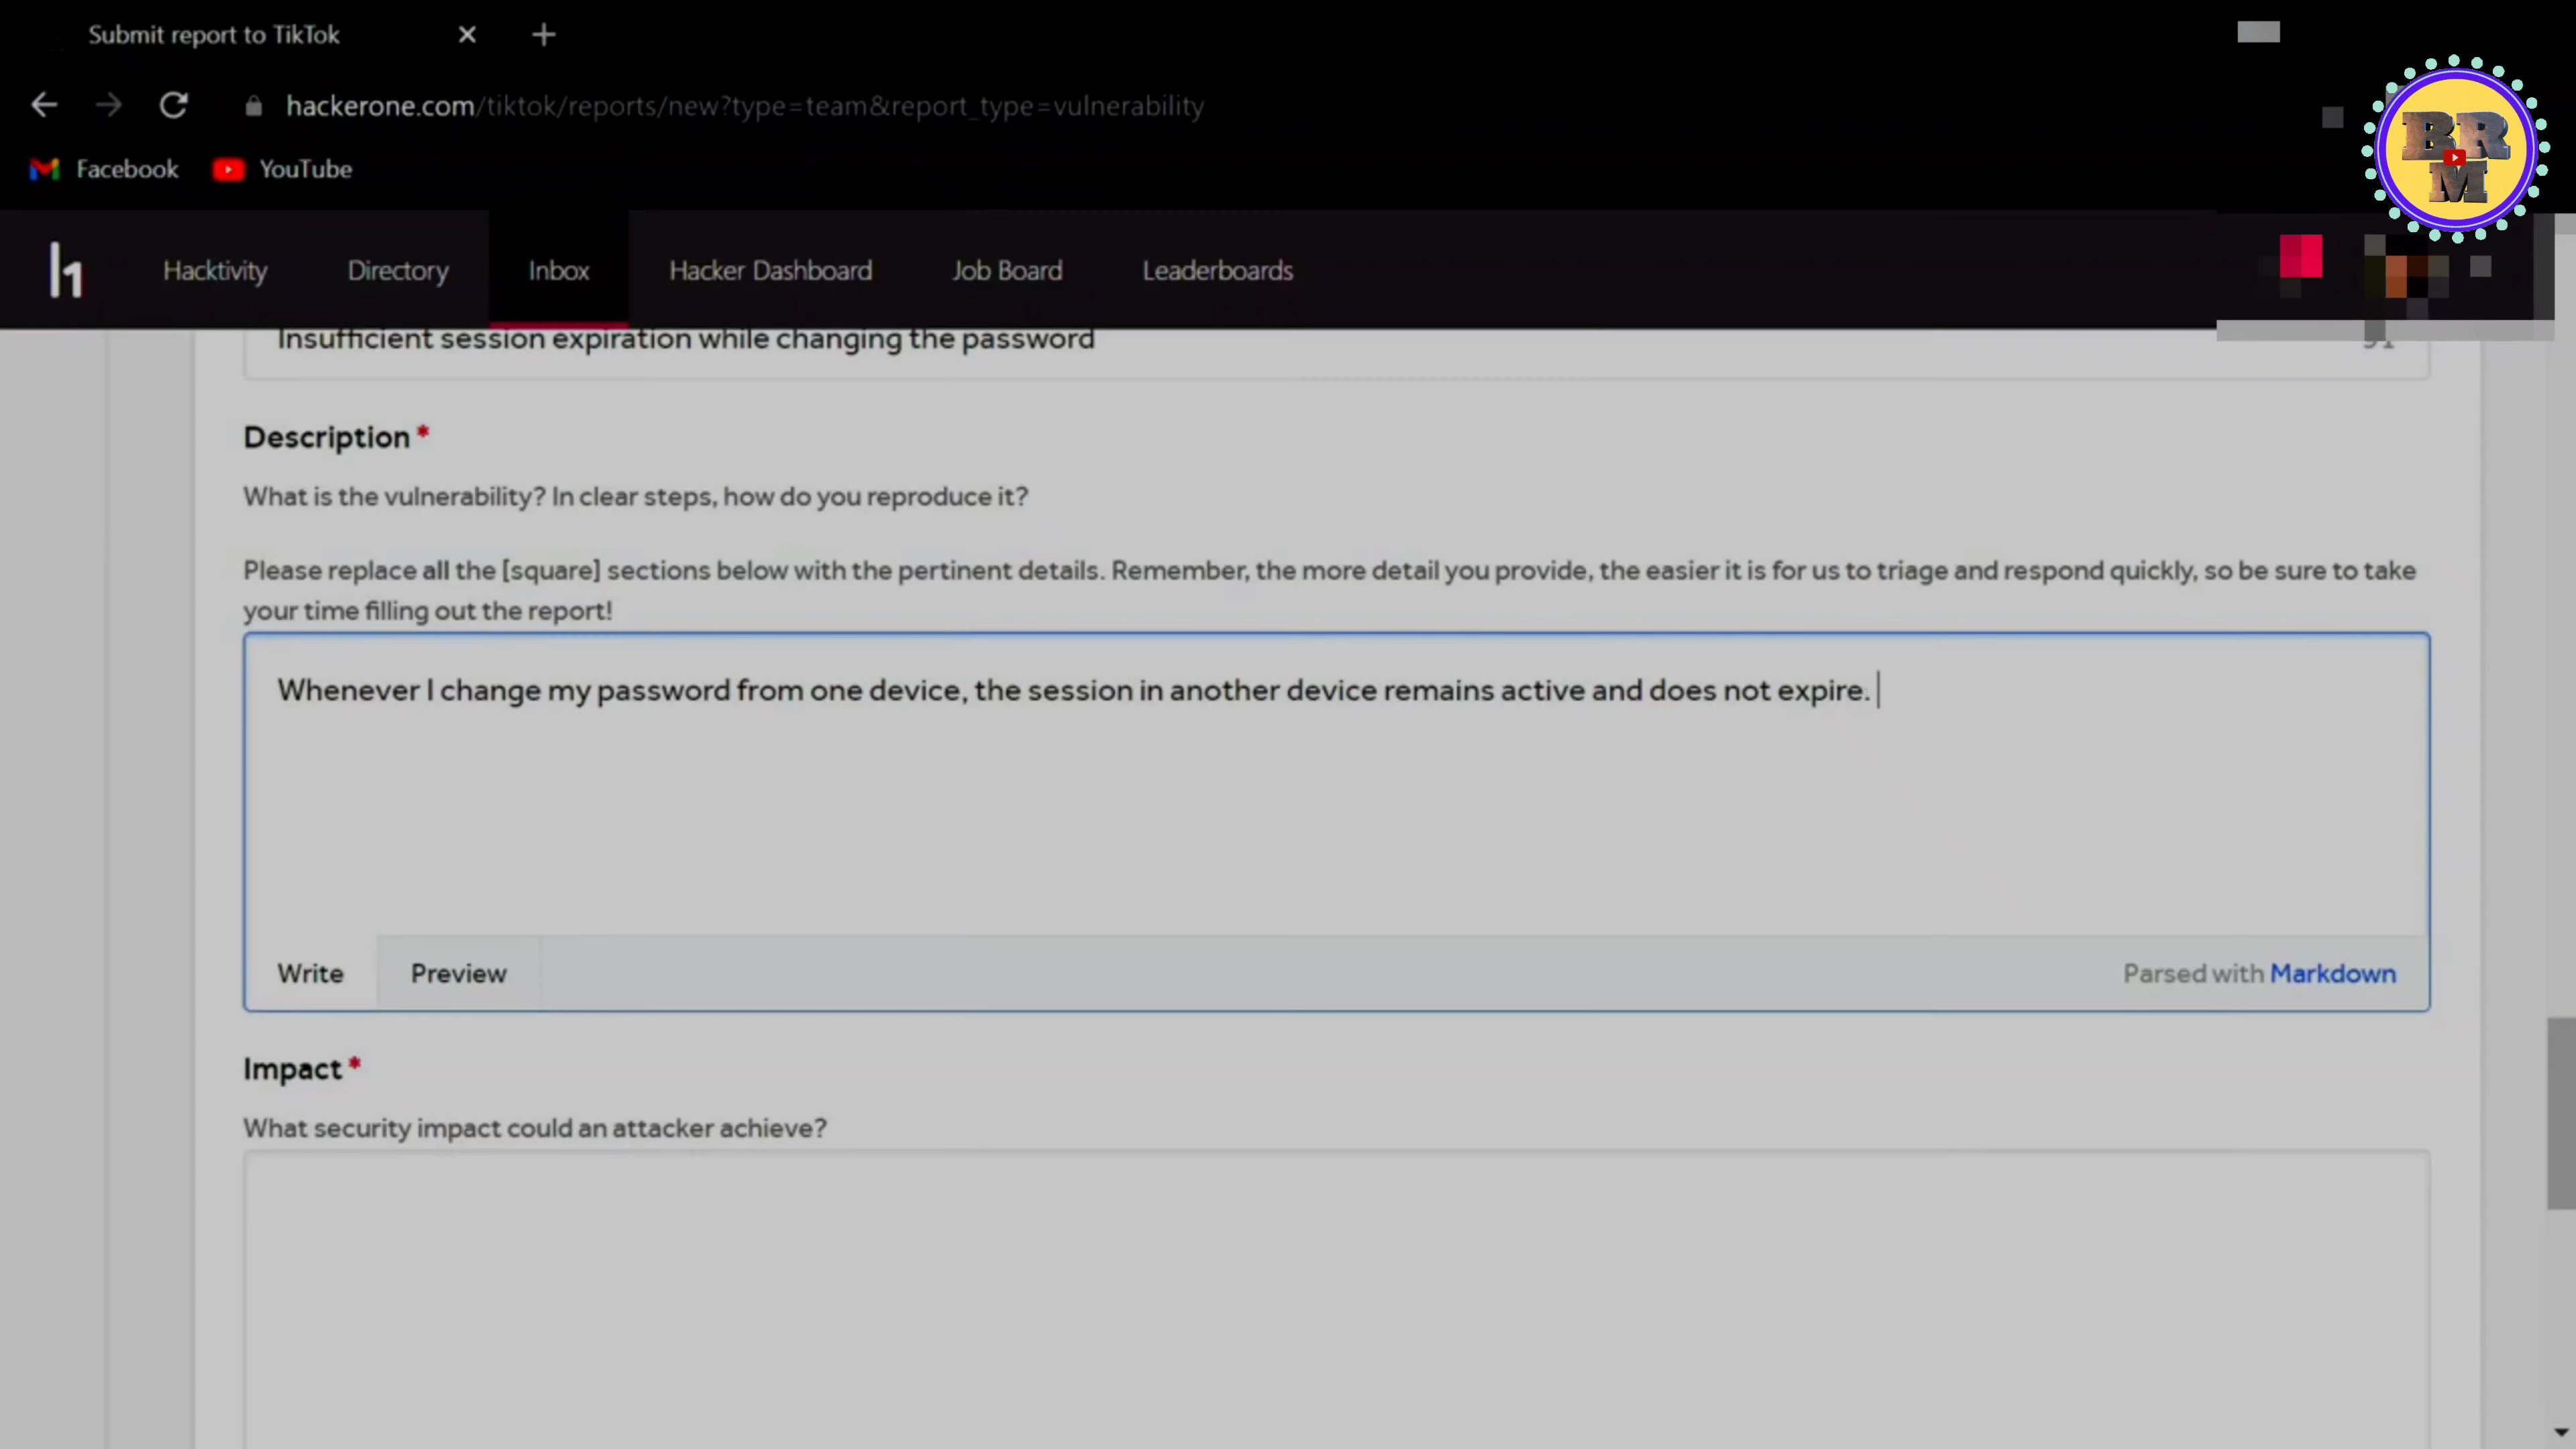 Submit report to TikTok
hackerone.com/tiktok/reports/new?type=team&report_type=vulnerability
Facebook YouTube
BR
M
h1 Hacktivity Directory Inbox Hacker Dashboard Job Board Leaderboards
Insufficient session expiration while changing the password
Description *
What is the vulnerability? In clear steps, how do you reproduce it?
Please replace all the [square] sections below with the pertinent details. Remember, the more detail you provide, the easier it is for us to triage and respond quickly, so be sure to take
your time filling out the report!
Whenever I change my password from one device, the session in another device remains active and does not expire.
Write Preview Parsed with Markdown
Impact *
What security impact could an attacker achieve?